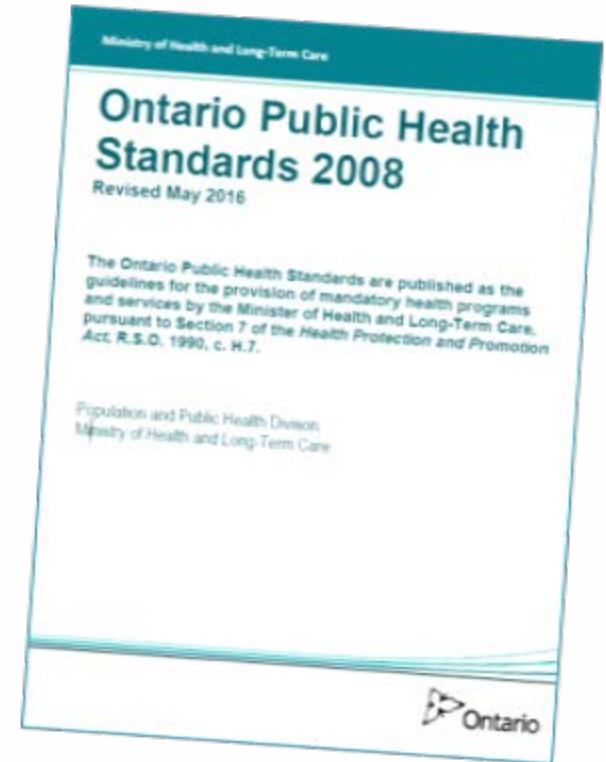 Ministry of Health and Long-Term Care
Ontario Public Health
Standards 2008
Revised May 2016
The Ontario Public Health Standards are published as the
guidelines for the provision of mandatory health programs
and services by the Minister of Health and Long-Term Care,
pursuant to Section 7 of the Health Protection and Promotion
Act, R.S.O. 1990, c. H.7.
Population and Public Health Division,
Ministry of Health and Long-Term Care
Ontario